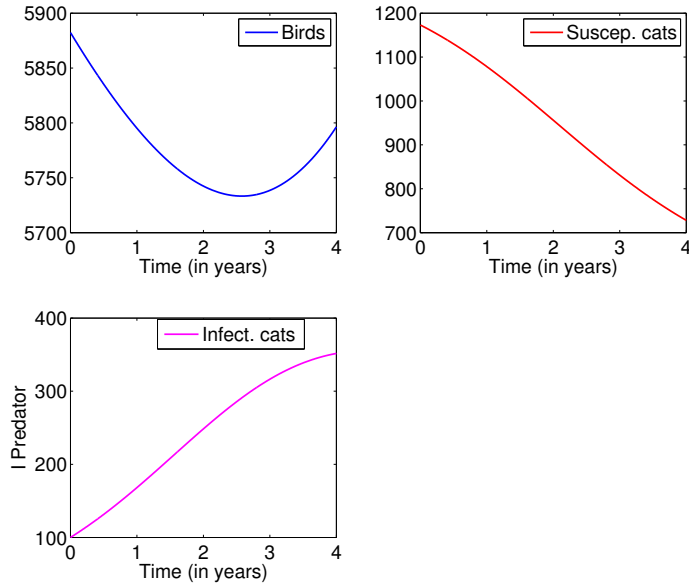 5900
5850
5800
5750
5700
0 1 2 3 4
Time (in years)
Birds
1200
1100
1000
900
800
700
0 1 2 3 4
Time (in years)
Suscep. cats
400
300
200
100
0 1 2 3 4
Time (in years)
I Predator
Infect. cats